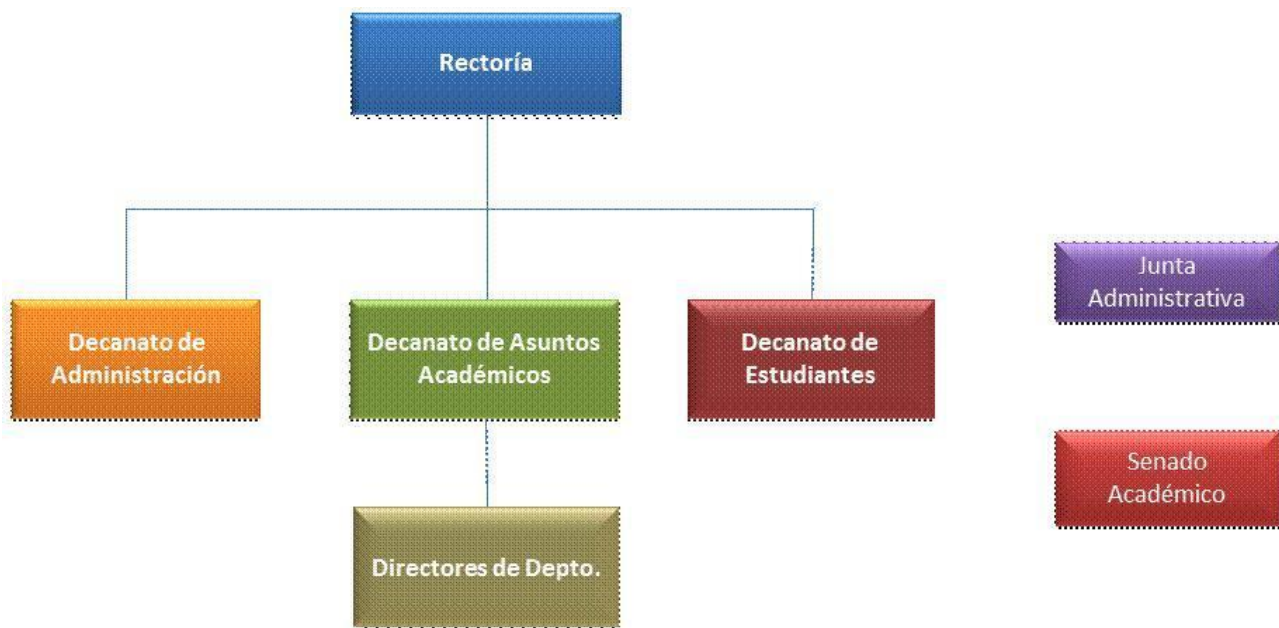 Rectoría
Decanato de
Administración
Decanato de Asuntos
Académicos
Decanato de
Estudiantes
Directores de Depto.
Junta
Administrativa
Senado
Académico